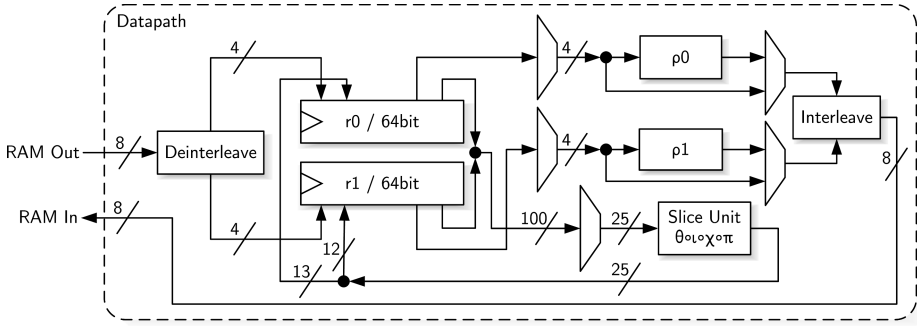 Datapath
4
4
4
r0 / 64bit
ρ0
RAM Out
8
Deinterleave
Interleave
r1 / 64bit
4
ρ1
8
RAM In
8
4
12
13
100
25
Slice Unit
θ∘ι∘χ∘π
25